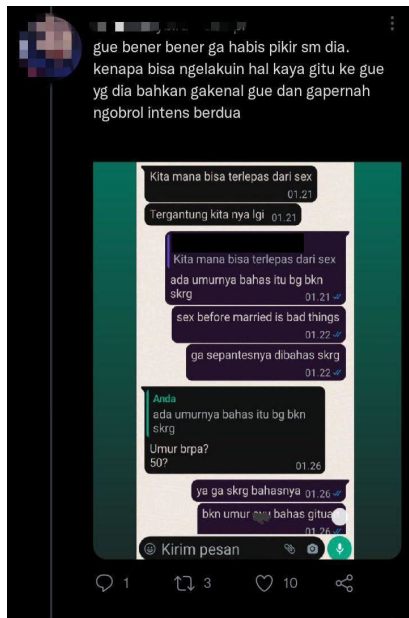 gue bener bener ga habis pikir sm dia.
kenapa bisa ngelakuin hal kaya gitu ke gue
yg dia bahkan gakenal gue dan gapernah
ngobrol intens berdua
Kita mana bisa terlepas dari sex
01.21
Tergantung kita nya lgi 01.21
Kita mana bisa terlepas dari sex
ada umurnya bahas itu bg bkn
skrg 01.21
sex before married is bad things
01.22
ga sepantesnya dibahas skrg
01.22
Anda
ada umurnya bahas itu bg bkn
skrg
Umur brpa?
50? 01.26
ya ga skrg bahasnya 01.26
bkn umur bahas gituan
01.26
Kirim pesan
1 3 10